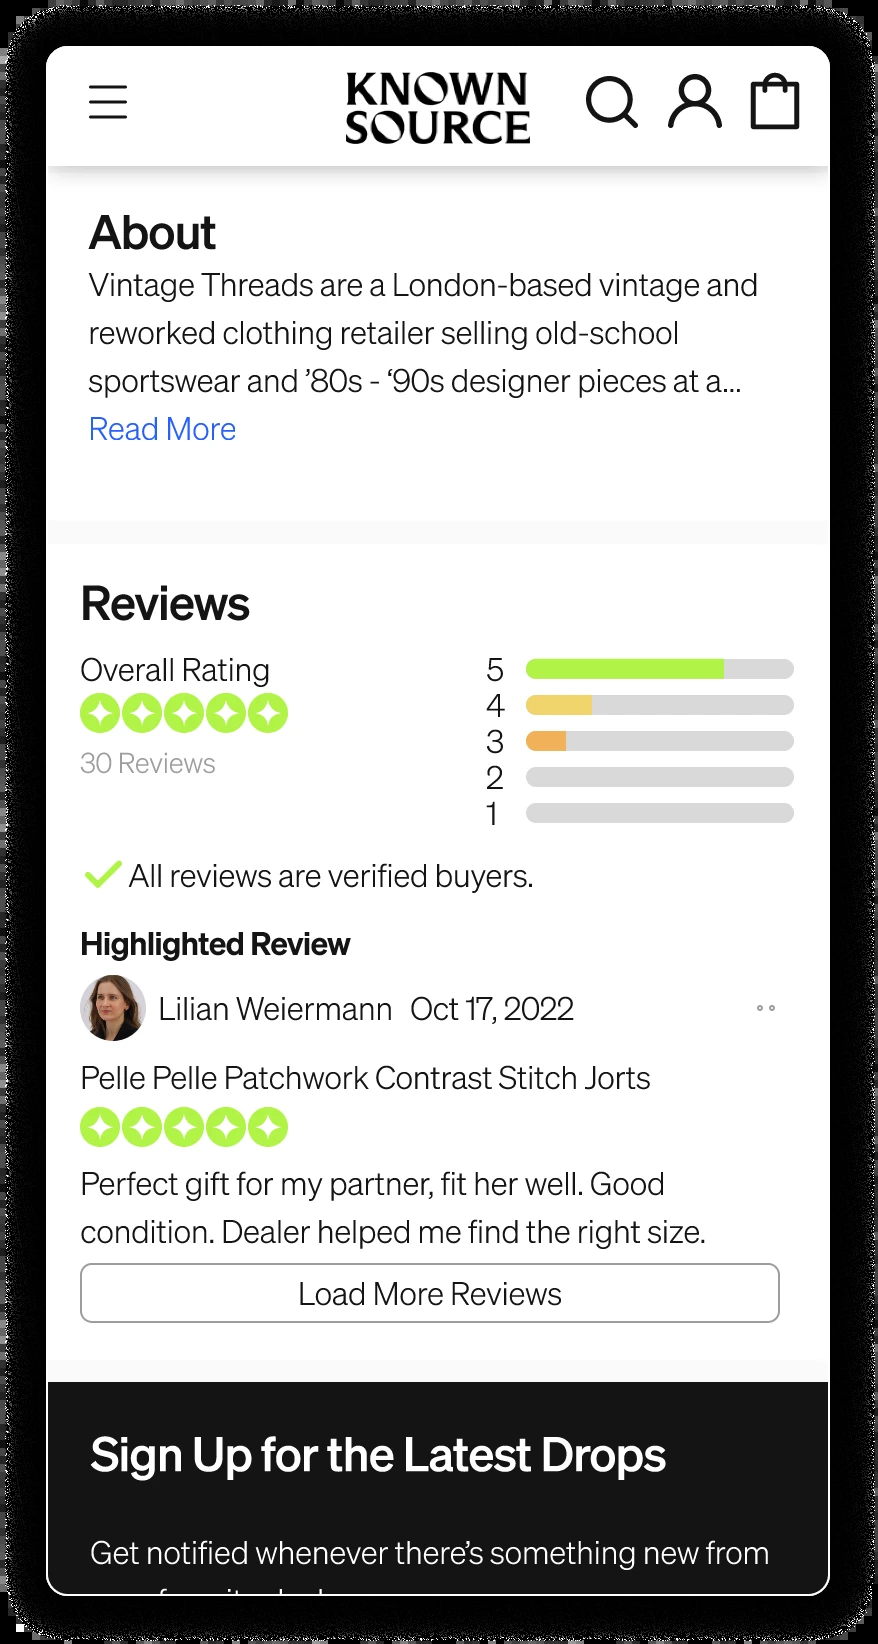 KNOWN
SOURCE
About
Vintage Threads are a London-based vintage and
reworked clothing retailer selling old-school
sportswear and ’80s - ‘90s designer pieces at a...
Read More
Reviews
Overall Rating
30 Reviews
5
4
3
2
1
All reviews are verified buyers.
Highlighted Review
Lilian Weiermann Oct 17, 2022
Pelle Pelle Patchwork Contrast Stitch Jorts
Perfect gift for my partner, fit her well. Good
condition. Dealer helped me find the right size.
Load More Reviews
Sign Up for the Latest Drops
Get notified whenever there’s something new from